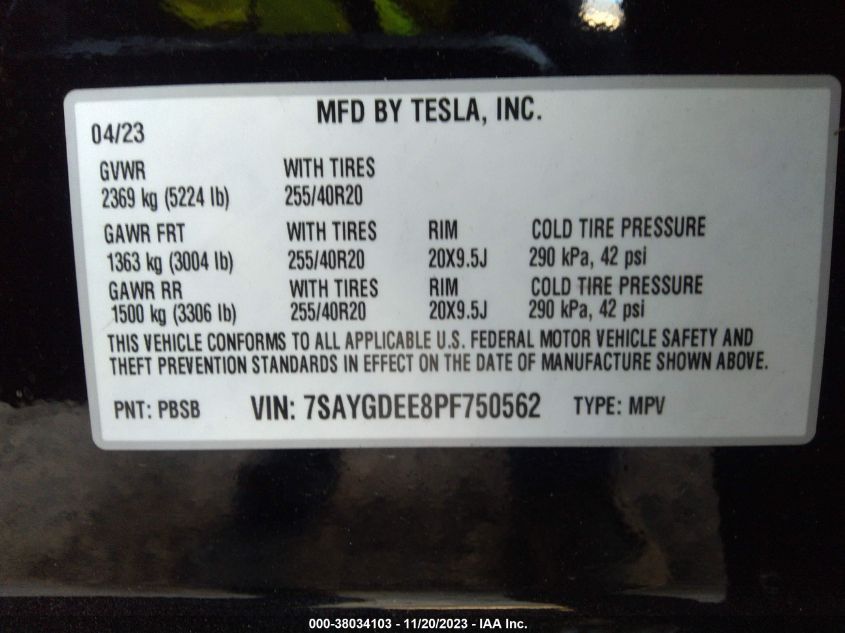 MFD BY TESLA, INC.
04/23
GVWR WITH TIRES
2369 kg (5224 lb) 255/40R20
GAWR FRT WITH TIRES RIM COLD TIRE PRESSURE
1363 kg (3004 lb) 255/40R20 20X9.5J 290 kPa, 42 psi
GAWR RR WITH TIRES RIM COLD TIRE PRESSURE
1500 kg (3306 lb) 255/40R20 20X9.5J 290 kPa, 42 psi
THIS VEHICLE CONFORMS TO ALL APPLICABLE U.S. FEDERAL MOTOR VEHICLE SAFETY AND
THEFT PREVENTION STANDARDS IN EFFECT ON THE DATE OF MANUFACTURE SHOWN ABOVE.
PNT: PBSB VIN: 7SAYGDEE8PF750562 TYPE: MPV
000-38034103 - 11/20/2023 - IAA Inc.